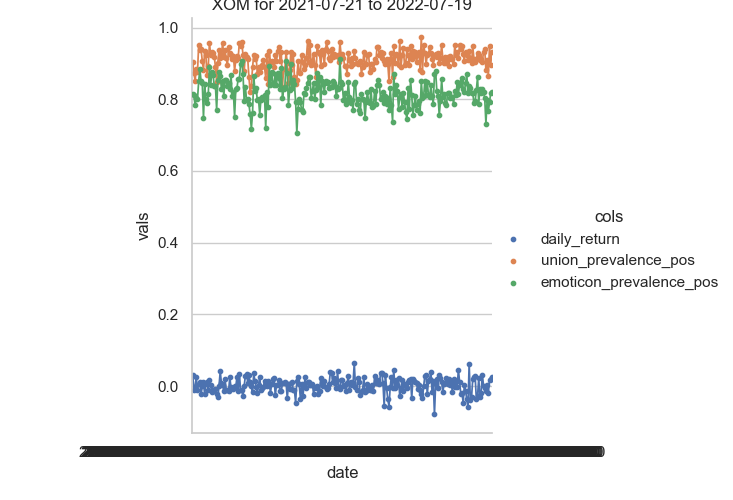 XOM for 2021-07-21 to 2022-07-19
1.0
0.8
0.6
0.4
0.2
0.0
vals
date
cols
daily_return
union_prevalence_pos
emoticon_prevalence_pos